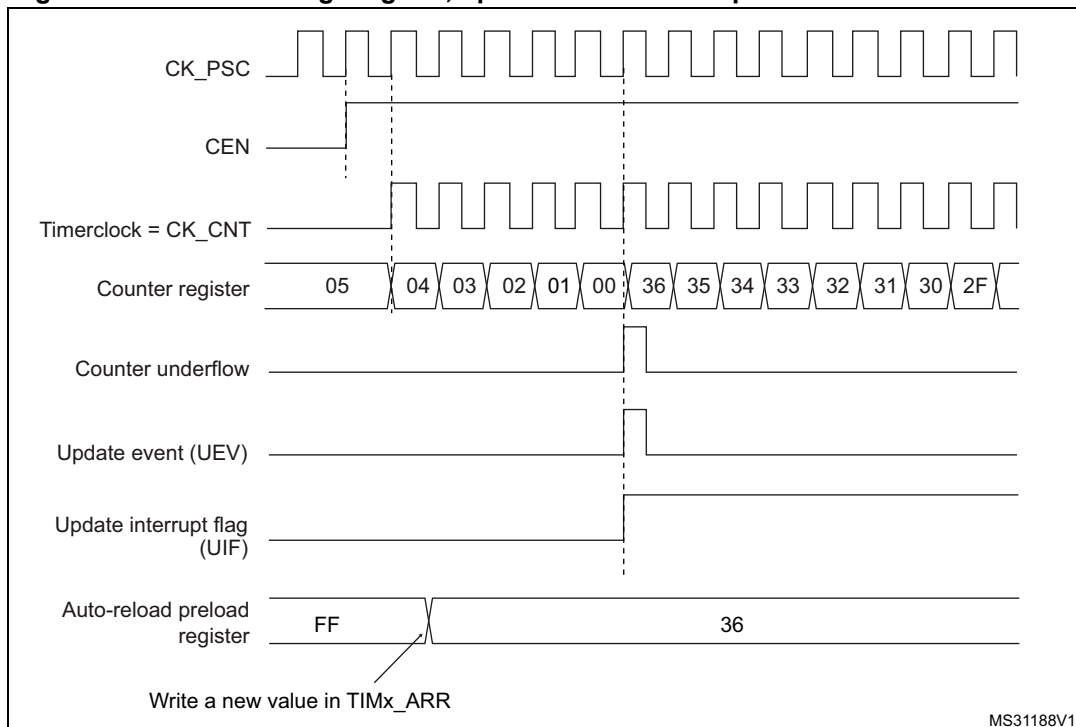 CK_PSC
CEN
Timerclock = CK_CNT
Counter register 05 04 03 02 01 00 36 35 34 33 32 31 30 2F
Counter underflow
Update event (UEV)
Update interrupt flag
(UIF)
Auto-reload preload
register
FF 36
Write a new value in TIMx_ARR
MS31188V1